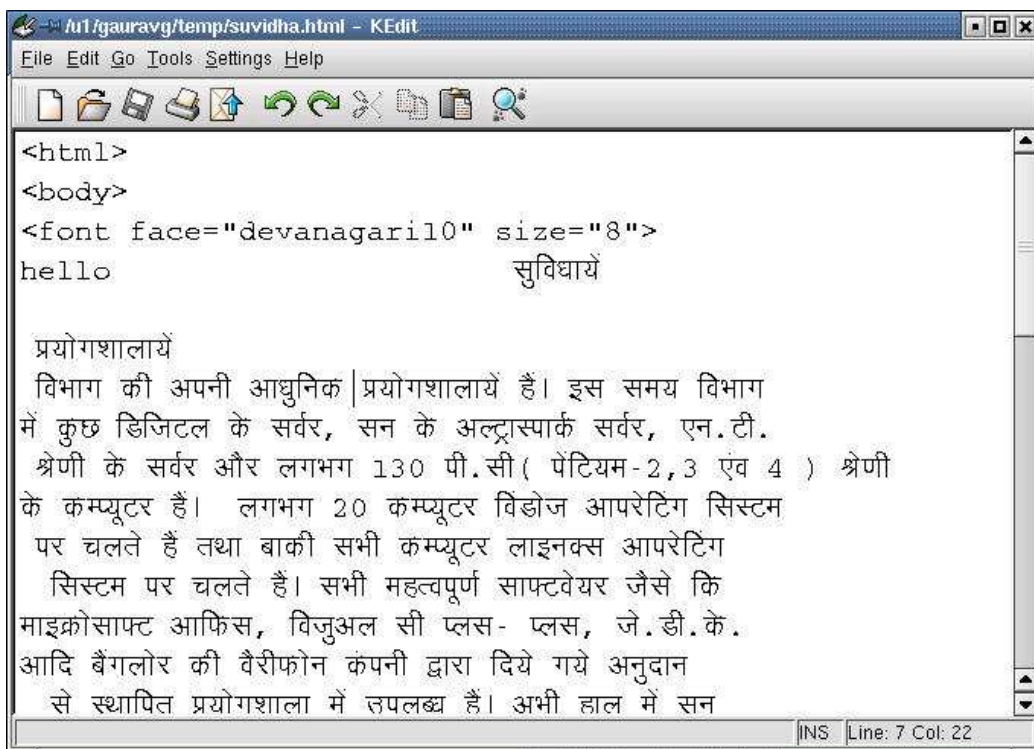 /u1/gauravg/temp/suvidha.html - KEdit
File Edit Go Tools Settings Help
<html>
<body>
<font face="devanagari10" size="8">
hello सुविधायें
प्रयोगशालायें
विभाग की अपनी आधुनिक प्रयोगशालायें हैं। इस समय विभाग
में कुछ डिजिटल के सर्वर, सन के अल्ट्रास्पार्क सर्वर, एन.टी.
श्रेणी के सर्वर और लगभग 130 पी.सी( पेंटियम-2,3 एंव 4 ) श्रेणी
के कम्प्यूटर हैं। लगभग 20 कम्प्यूटर विंडोज आपरेटिंग सिस्टम
पर चलते हैं तथा बाकी सभी कम्प्यूटर लाइनक्स आपरेटिंग
सिस्टम पर चलते हैं। सभी महत्वपूर्ण साफ्टवेयर जैसे कि
माइक्रोसाफ्ट आफिस, विजुअल सी प्लस- प्लस, जे.डी.के.
आदि बैंगलोर की वैरीफोन कंपनी द्वारा दिये गये अनुदान
से स्थापित प्रयोगशाला में उपलब्ध हैं। अभी हाल में सन
INS Line: 7 Col: 22